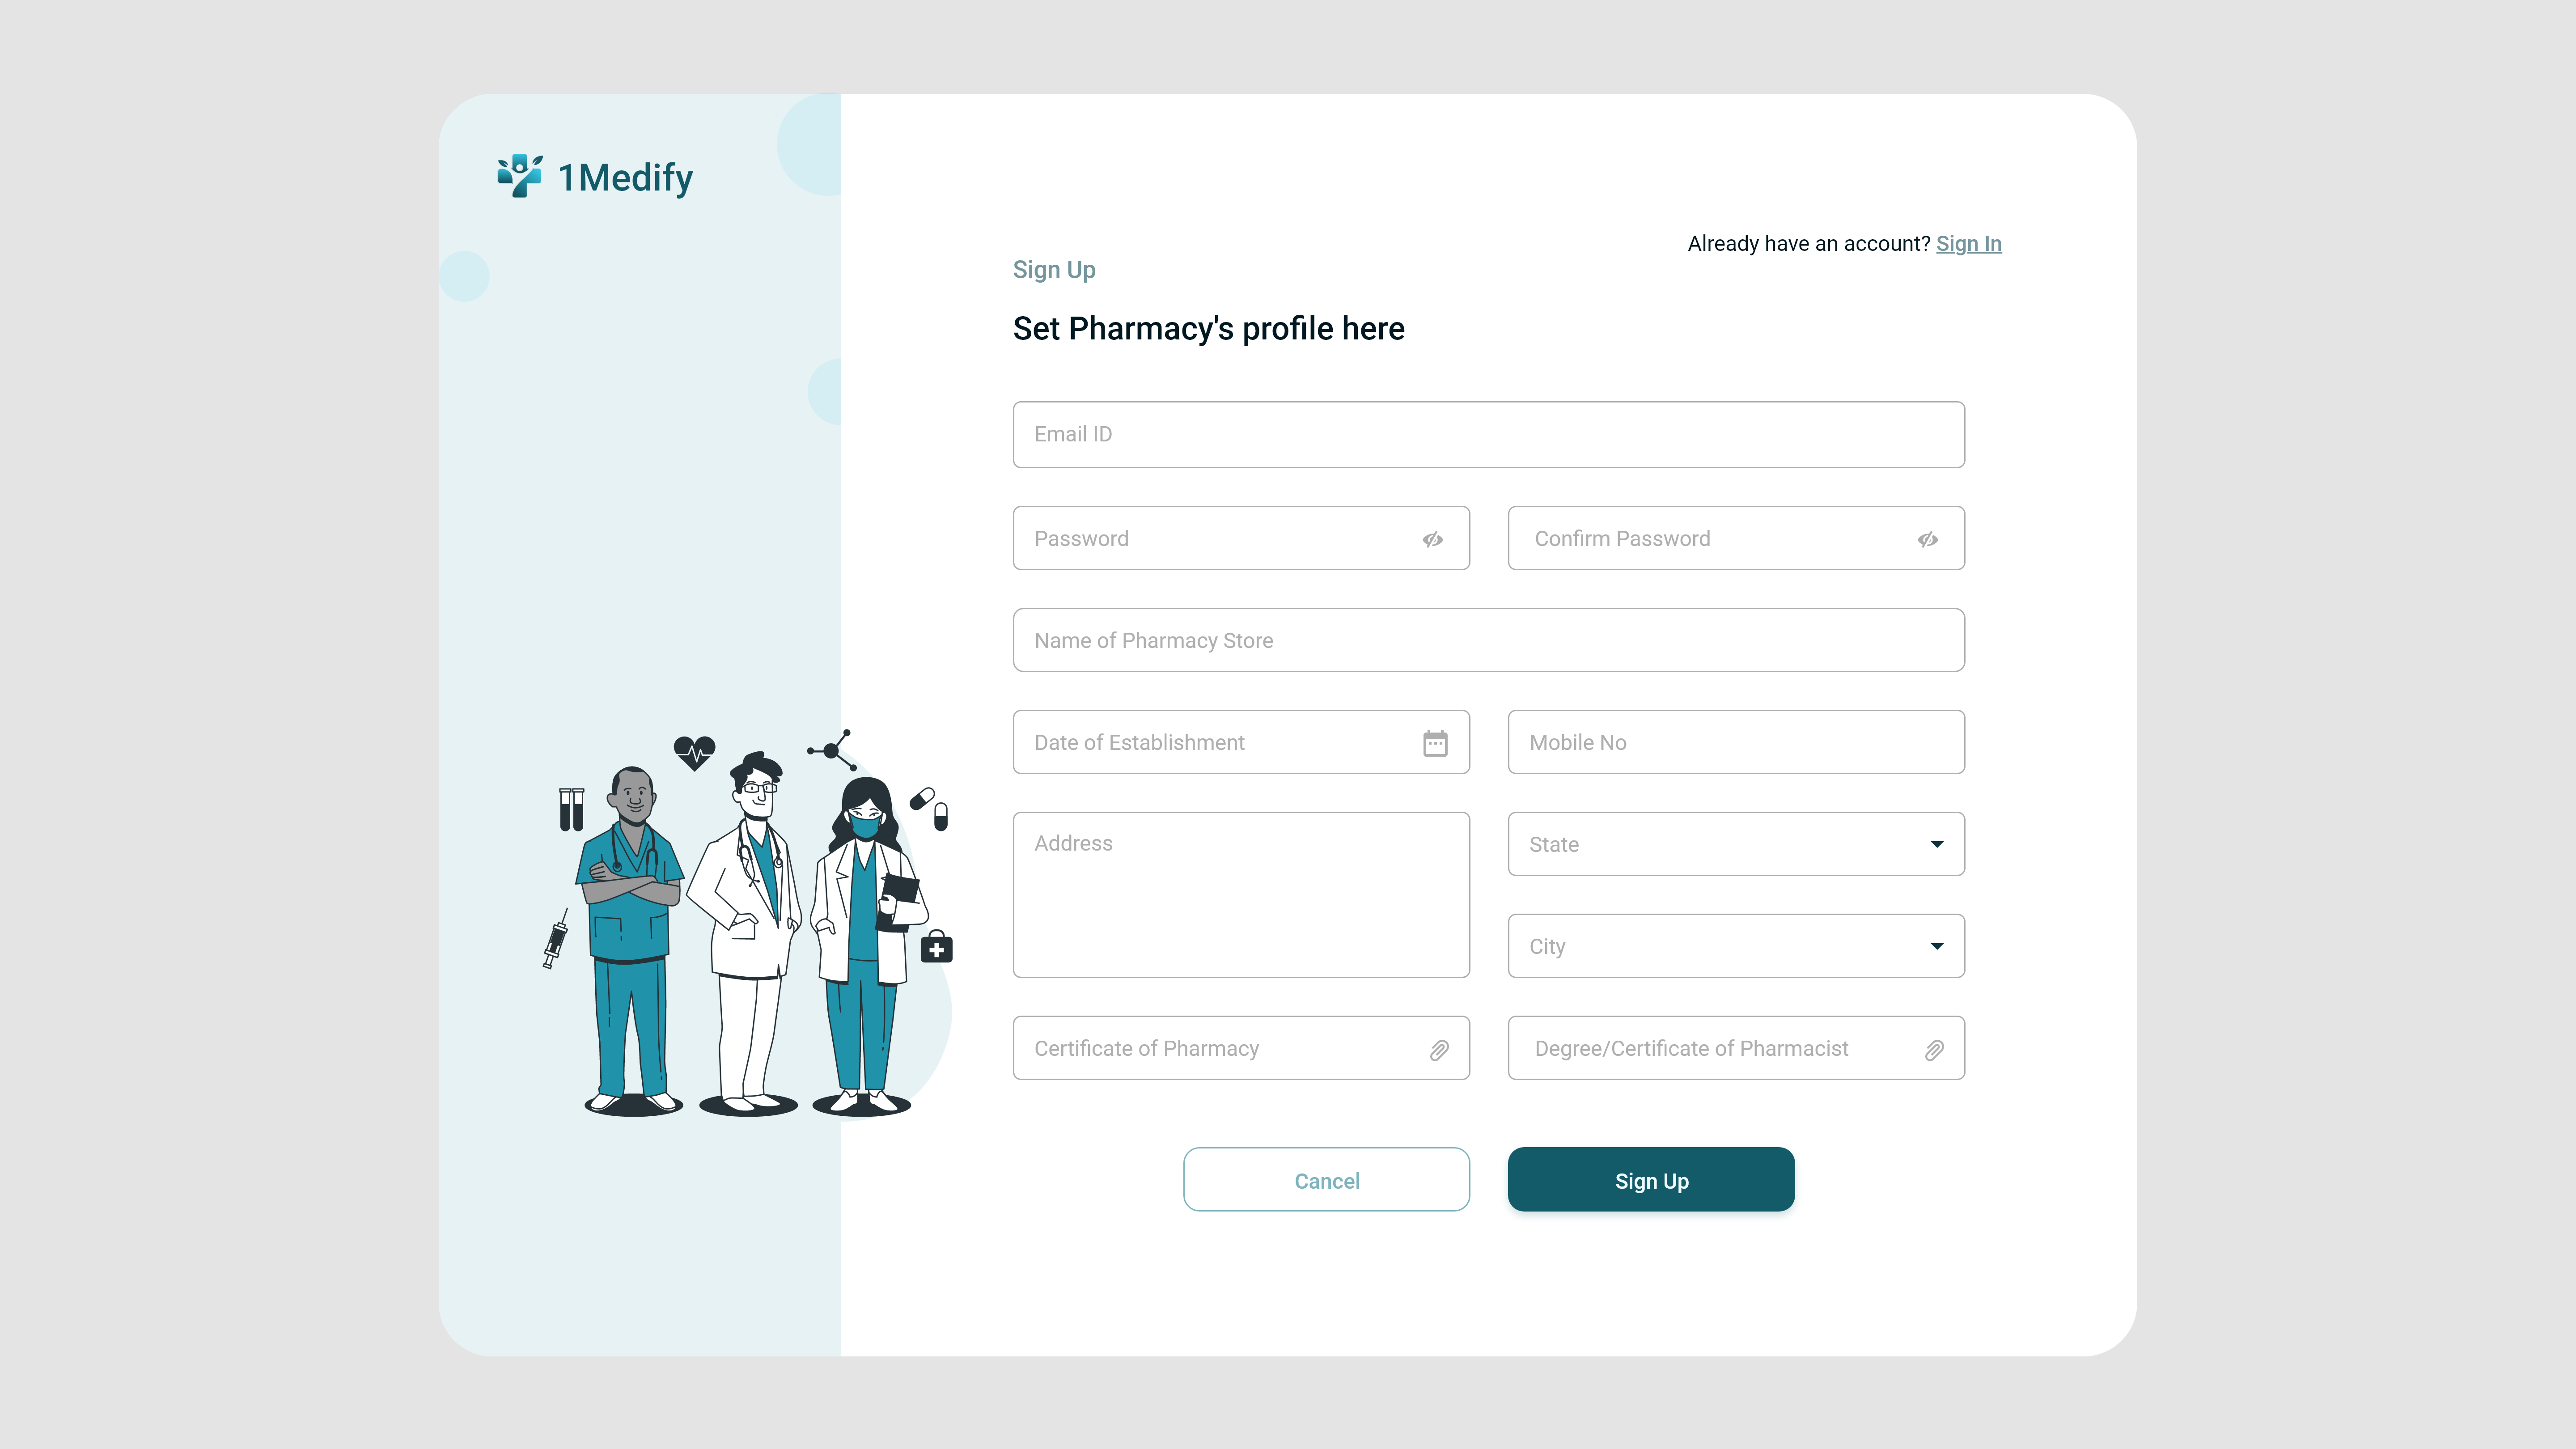 1Medify
Already have an account? Sign In
Sign Up
Set Pharmacy's profile here
Email ID
Password
Confirm Password
Name of Pharmacy Store
Date of Establishment
Mobile No
Address
State
City
Certificate of Pharmacy
Degree/Certificate of Pharmacist
Cancel
Sign Up